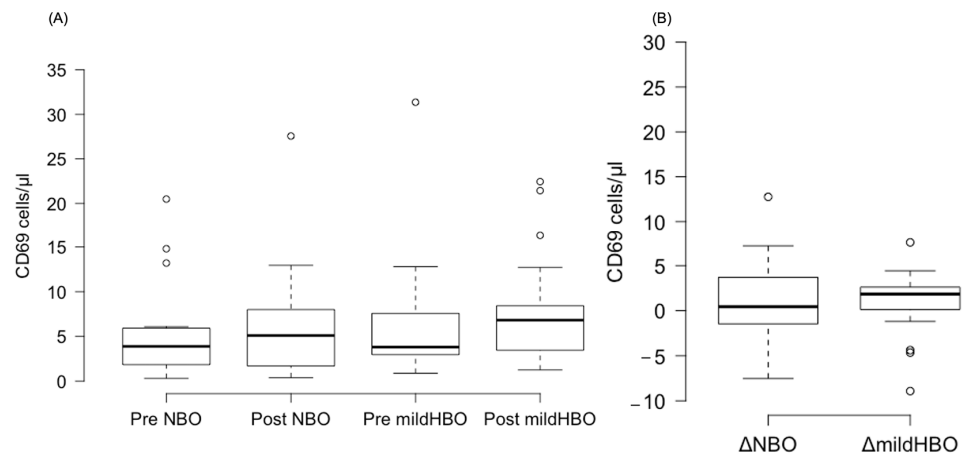 (A)
CD69 cells/µl
35
30
25
20
15
10
5
0
Pre NBO
Post NBO
Pre mildHBO
Post mildHBO
(B)
CD69 cells/µl
30
25
20
15
10
5
0
−5
−10
ΔNBO
ΔmildHBO